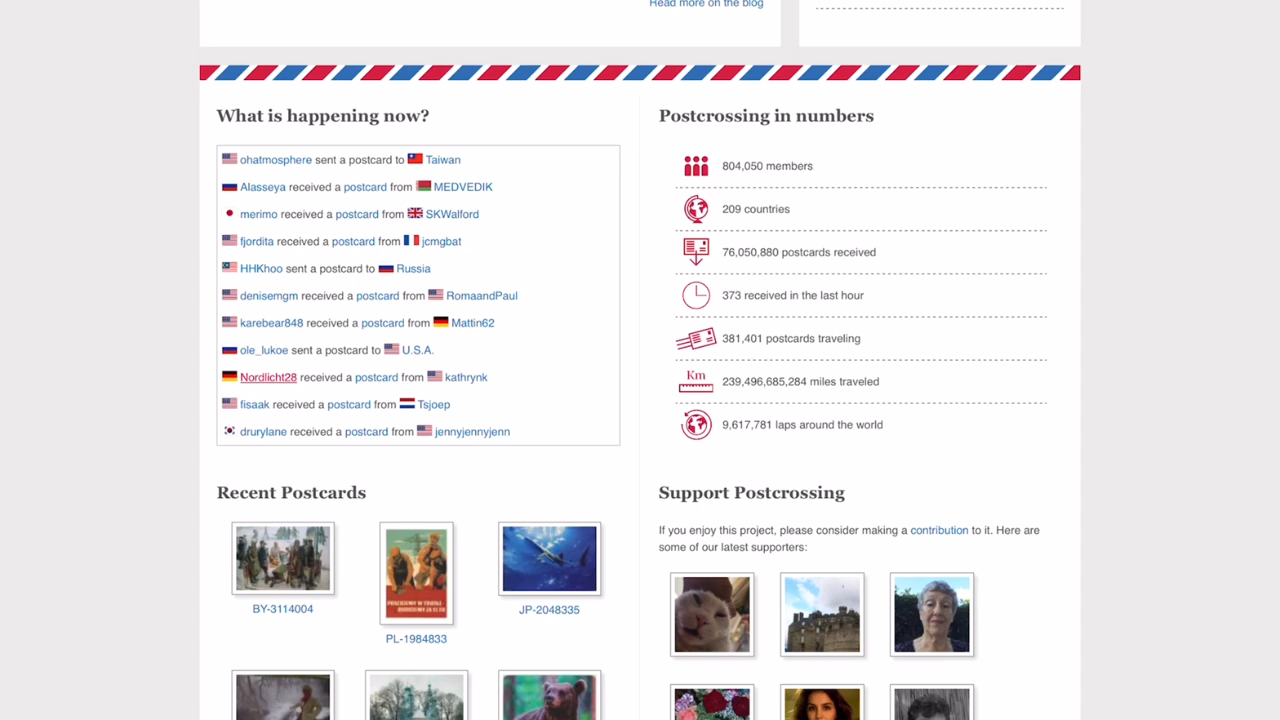 Read more on the blog
What is happening now?
ohatmosphere sent a postcard to Taiwan
Alasseya received a postcard from MEDVEDIK
merimo received a postcard from SKWalford
fjordita received a postcard from jcmgbat
HHKhoo sent a postcard to Russia
denisemgm received a postcard from RomaandPaul
karebear848 received a postcard from Mattin62
ole_lukoe sent a postcard to U.S.A.
Nordlicht28 received a postcard from kathrynk
fisaak received a postcard from Tsjoep
drurylane received a postcard from jennyjennyjenn
Postcrossing in numbers
804,050 members
209 countries
76,050,880 postcards received
373 received in the last hour
381,401 postcards traveling
Km
239,496,685,284 miles traveled
9,617,781 laps around the world
Recent Postcards
BY-3114004
PL-1984833
JP-2048335
Support Postcrossing
If you enjoy this project, please consider making a contribution to it. Here are
some of our latest supporters: